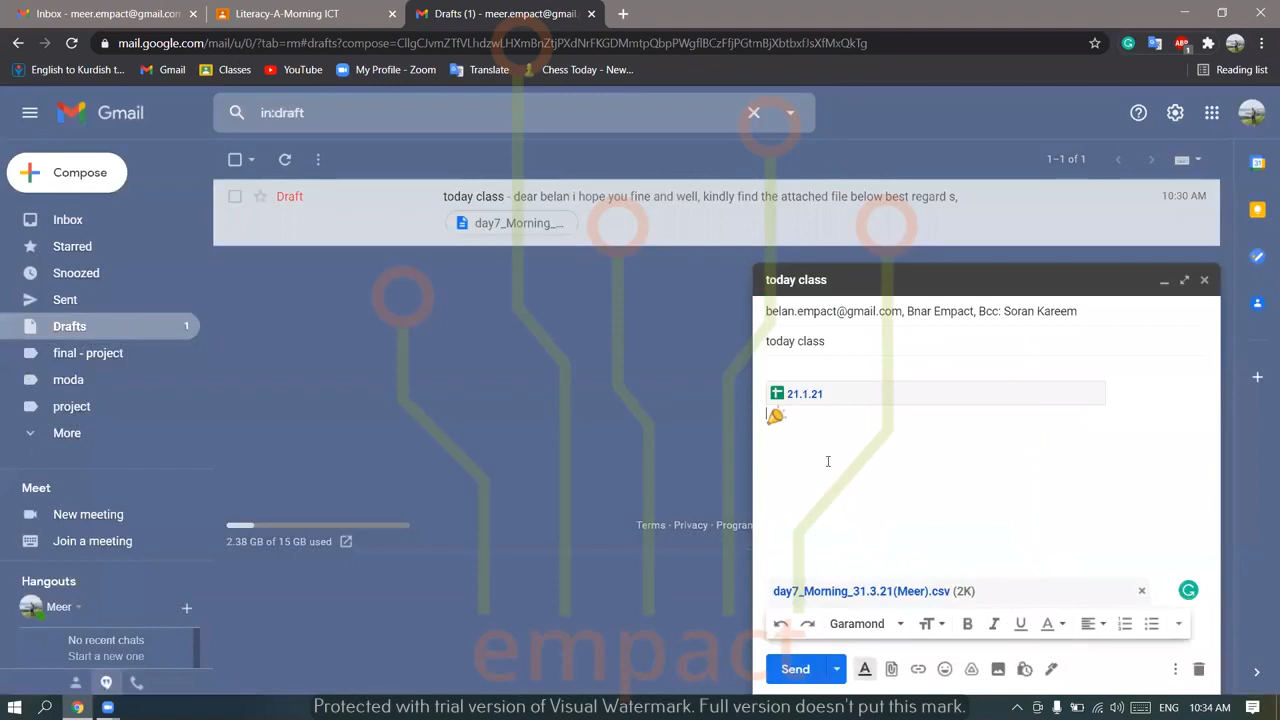 Inbox - meer.empact@gmail.com
Literacy-A-Morning ICT
Drafts (1) - meer.empact@gmail.
mail.google.com/mail/u/0/?tab=rm#drafts?compose=CllgCJvmZTfVLhdzwLHXmBnZtjPXdNrFKGDMmtpQbpPWgflBCzFfjPGtmBjXbtbxfJsXfMxQkTg
English to Kurdish t...
Gmail
Classes
YouTube
My Profile - Zoom
Translate
Chess Today - New...
Reading list
Gmail
in:draft
Compose
1–1 of 1
Draft
today class - dear belan i hope you fine and well, kindly find the attached file below best regard s,
10:30 AM
day7_Morning_...
Inbox
Starred
Snoozed
Sent
Drafts 1
final - project
moda
project
More
today class
belan.empact@gmail.com, Bnar Empact, Bcc: Soran Kareem
today class
21.1.21
Meet
New meeting
Join a meeting
Terms · Privacy · Program
2.38 GB of 15 GB used
Hangouts
Meer
No recent chats
Start a new one
day7_Morning_31.3.21(Meer).csv (2K)
Garamond
Send
empact
Protected with trial version of Visual Watermark. Full version doesn't put this mark.
ENG
10:34 AM